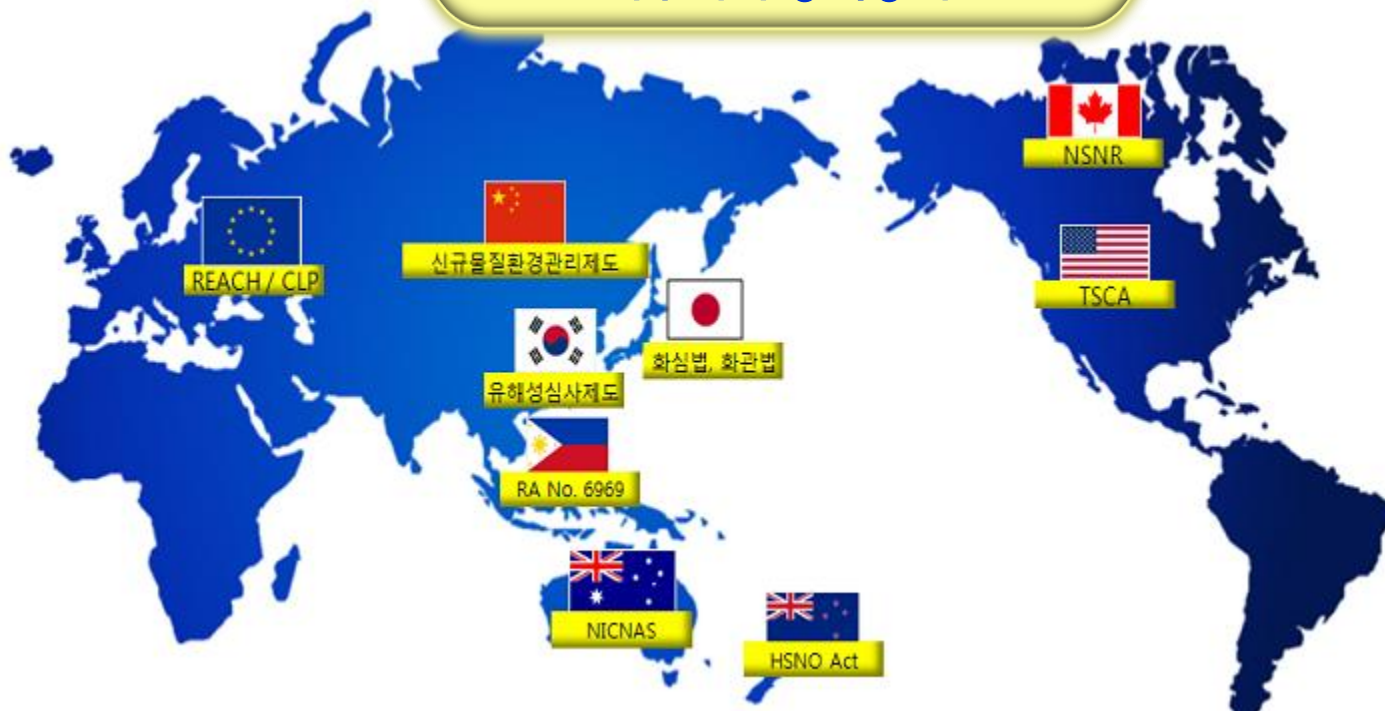 NSNR
TSCA
REACH / CLP
신규물질환경관리제도
화심법, 화관법
유해성심사제도
RA No. 6969
NICNAS
HSNO Act